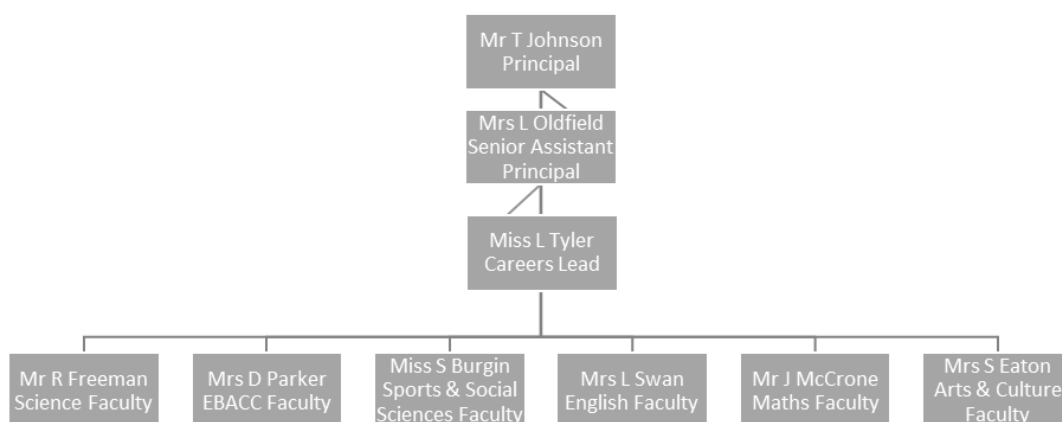 Mr T Johnson
Principal
Mrs L Oldfield
Senior Assistant
Principal
Miss L Tyler
Careers Lead
Mr R Freeman
Science Faculty
Mrs D Parker
EBACC Faculty
Miss S Burgin
Sports & Social
Sciences Faculty
Mrs L Swan
English Faculty
Mr J McCrone
Maths Faculty
Mrs S Eaton
Arts & Culture
Faculty